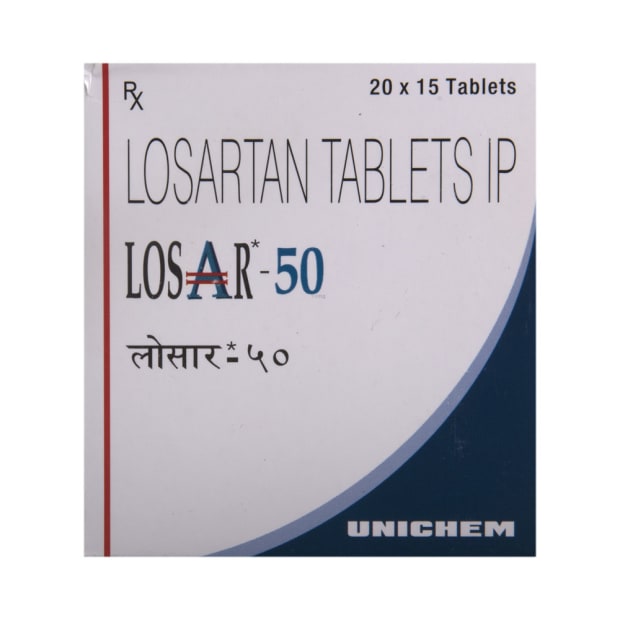 Rx
20 x 15 Tablets
LOSARTAN TABLETS IP
LOSAR*-50
लोसार*-५०
UNICHEM